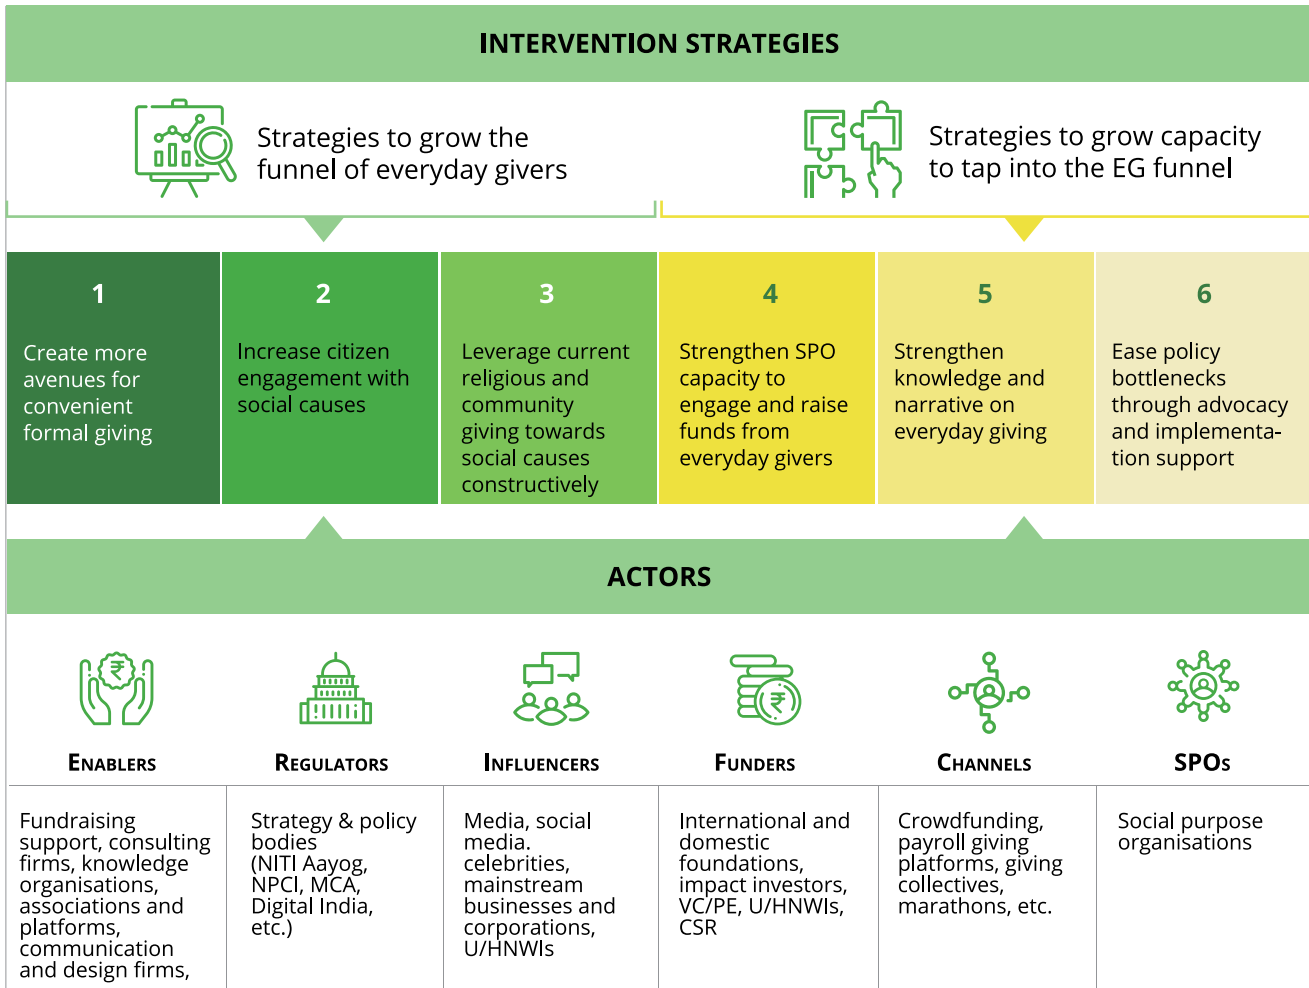 INTERVENTION STRATEGIES
Strategies to grow the
funnel of everyday givers
Strategies to grow capacity
to tap into the EG funnel
1
Create more
avenues for
convenient
formal giving
2
Increase citizen
engagement with
social causes
3
Leverage current
religious and
community
giving towards
social causes
constructively
4
Strengthen SPO
capacity to
engage and raise
funds from
everyday givers
5
Strengthen
knowledge and
narrative on
everyday giving
6
Ease policy
bottlenecks
through advocacy
and implementa-
tion support
ACTORS
₹
ENABLERS
Fundraising
support, consulting
firms, knowledge
organisations,
associations and
platforms,
communication
and design firms,
REGULATORS
Strategy & policy
bodies
(NITI Aayog,
NPCI, MCA,
Digital India,
etc.)
INFLUENCERS
Media, social
media.
celebrities,
mainstream
businesses and
corporations,
U/HNWIs
₹
FUNDERS
International and
domestic
foundations,
impact investors,
VC/PE, U/HNWIs,
CSR
CHANNELS
Crowdfunding,
payroll giving
platforms, giving
collectives,
marathons, etc.
SPOs
Social purpose
organisations